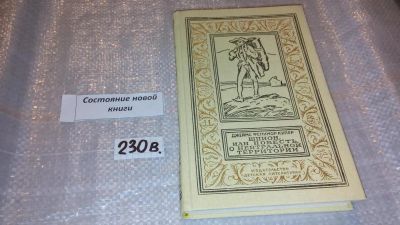 Состояние новой
книги
230 в.
ДЖЕЙМС ФЕНИМОР КУПЕР
ШПИОН,
ИЛИ ПОВЕСТЬ
О НЕЙТРАЛЬНОЙ
ТЕРРИТОРИИ
ИЗДАТЕЛЬСТВО
ДЕТСКАЯ ЛИТЕРАТУРА